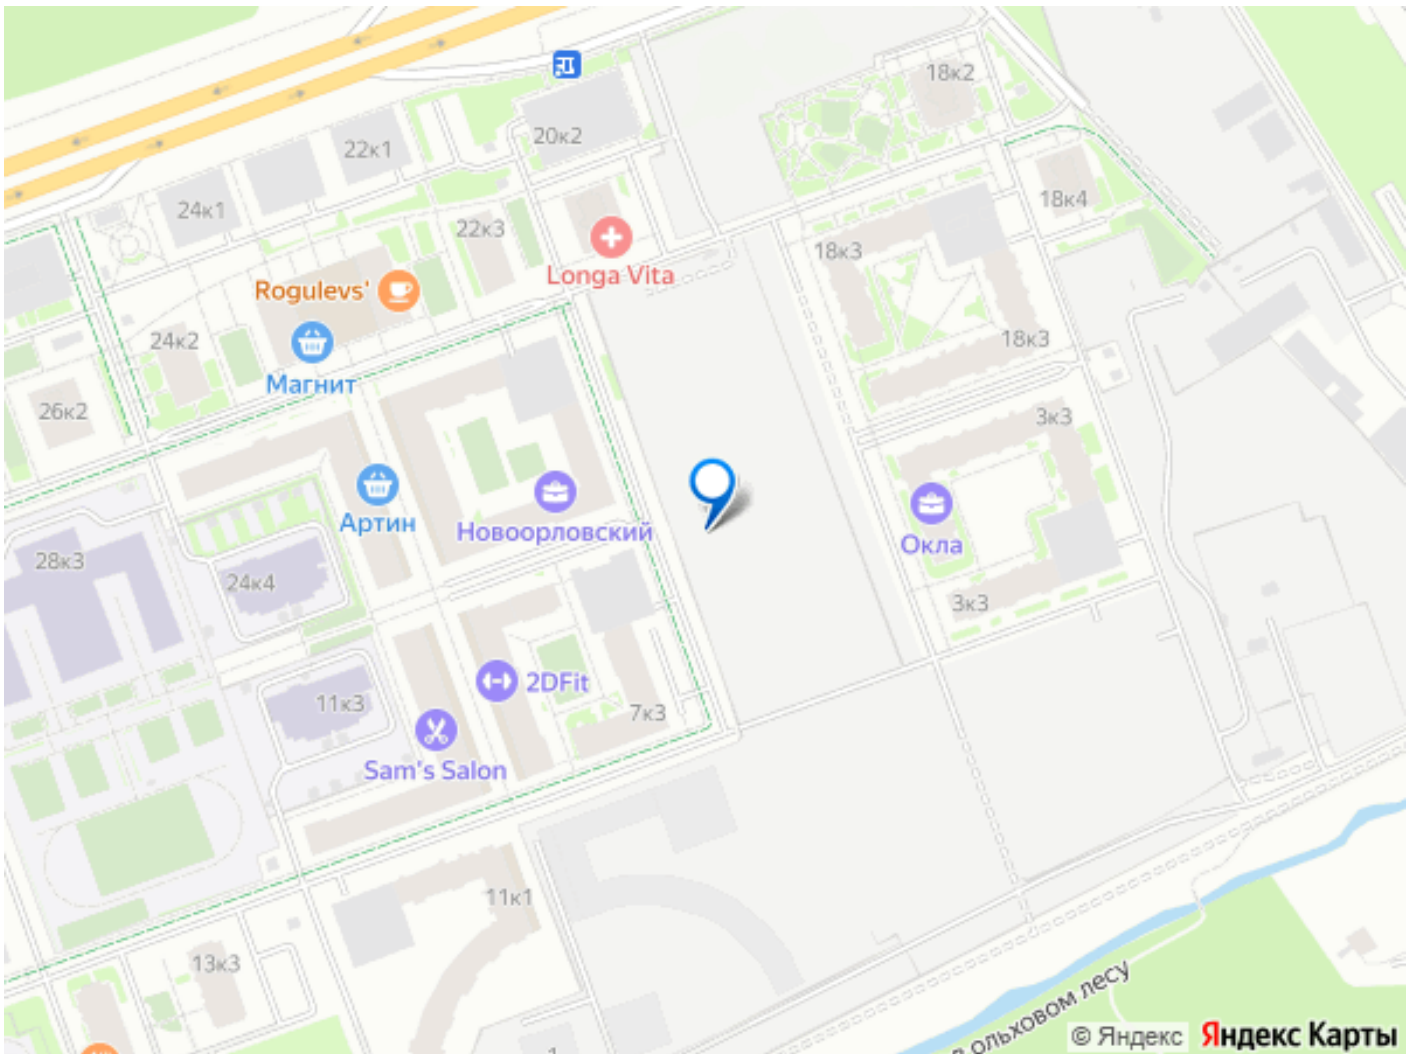 18к2
22к1
20к2
24к1
18к4
22к3
18к3
Longa Vita
Rogulevs'
24к2
18к3
Магнит
26к2
3к3
Артин
Новоорловский
Окла
28к3
24к4
3к3
2DFit
11к3
7к3
Sam's Salon
11к1
13к3
ольховом лесу
© Яндекс Яндекс Карты